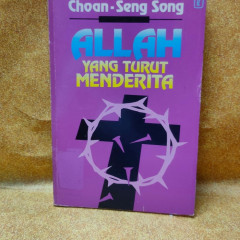 Choan-Seng Song
ALLAH
YANG TURUT
MENDERITA